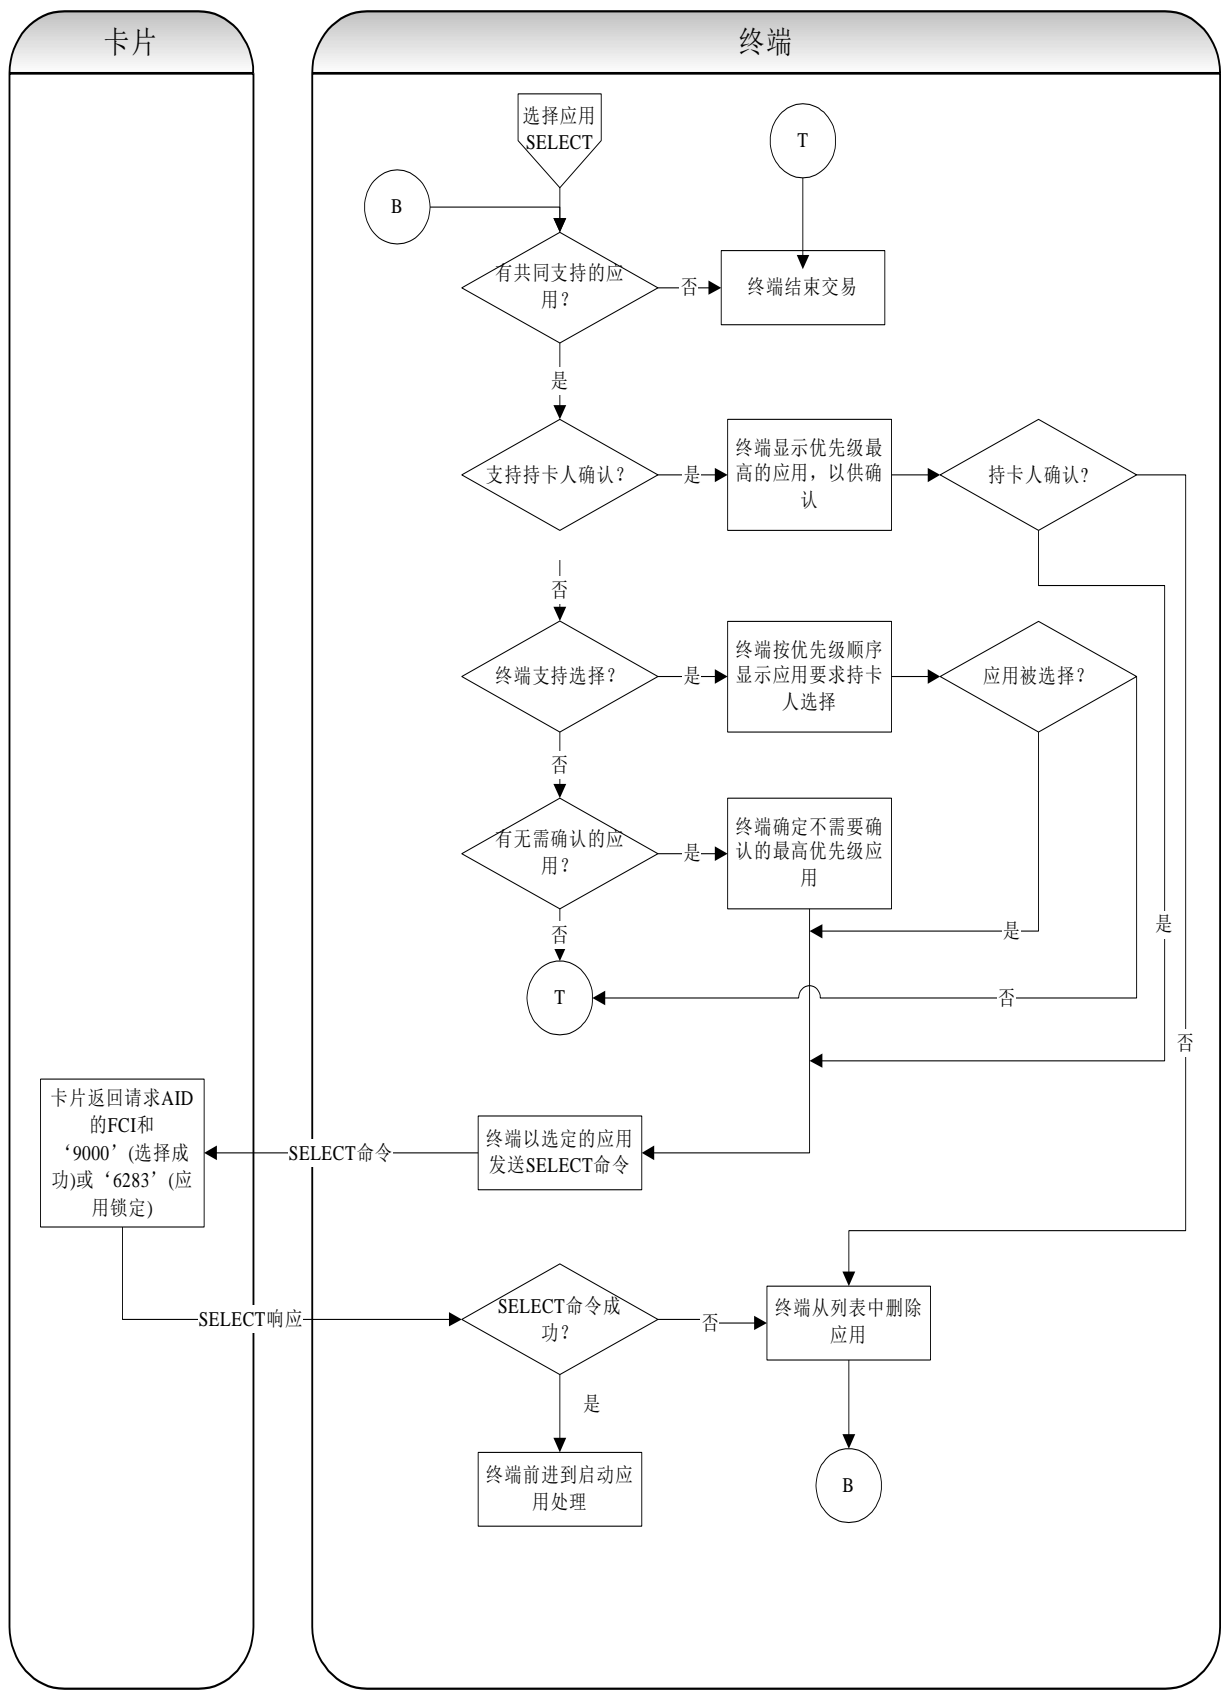 卡片
终端
选择应用
SELECT
T
B
有共同支持的应
用？
否
终端结束交易
是
支持持卡人确认？
是
终端显示优先级最
高的应用，以供确
认
持卡人确认?
否
终端支持选择？
是
终端按优先级顺序
显示应用要求持卡
人选择
应用被选择？
否
有无需确认的应
用？
是
终端确定不需要确
认的最高优先级应
用
是
是
否
T
否
否
卡片返回请求AID
的FCI和
‘9000’(选择成
功)或‘6283’(应
用锁定)
SELECT命令
终端以选定的应用
发送SELECT命令
SELECT响应
SELECT命令成
功？
否
终端从列表中删除
应用
是
终端前进到启动应
用处理
B